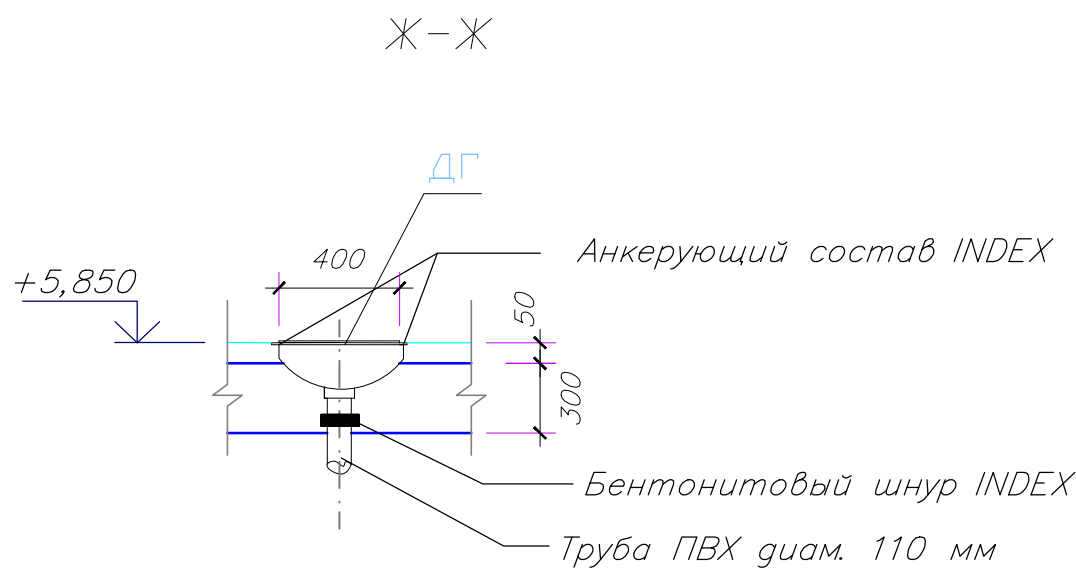 Ж-Ж
ДГ
400
Анкерующий состав INDEX
+5,850
50
300
Бентонитовый шнур INDEX
Труба ПВХ диам. 110 мм